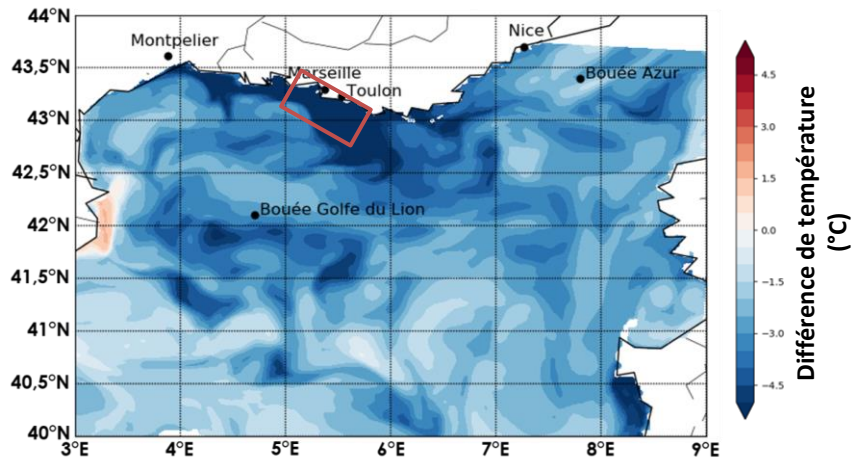 44°N
43,5°N
43°N
42,5°N
42°N
41,5°N
41°N
40,5°N
40°N
3°E 4°E 5°E 6°E 7°E 8°E 9°E
Montpelier
Marseille
Toulon
Nice
Bouée Azur
Bouée Golfe du Lion
4.5
3.0
1.5
0.0
−1.5
−3.0
−4.5
Différence de température
(°C)